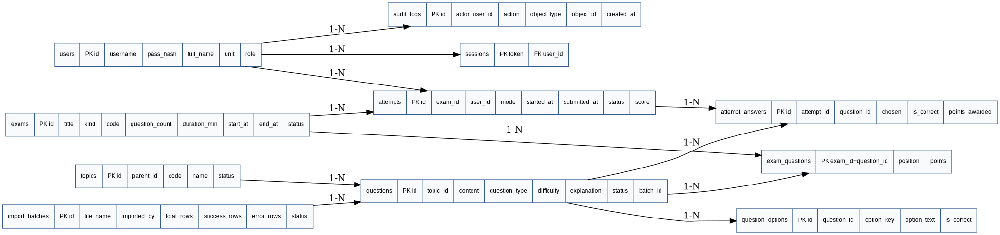 audit_logs PK id actor_user_id action object_type object_id created_at
1-N
users PK id username pass_hash full_name unit role
1-N
sessions PK token FK user_id
1-N
attempts PK id exam_id user_id mode started_at submitted_at status score
1-N
attempt_answers PK id attempt_id question_id chosen is_correct points_awarded
1-N
exams PK id title kind code question_count duration_min start_at end_at status
1-N
1-N
exam_questions PK exam_id+question_id position points
topics PK id parent_id code name status
1-N
questions PK id topic_id content question_type difficulty explanation status batch_id
1-N
1-N
import_batches PK id file_name imported_by total_rows success_rows error_rows status
1-N
question_options PK id question_id option_key option_text is_correct